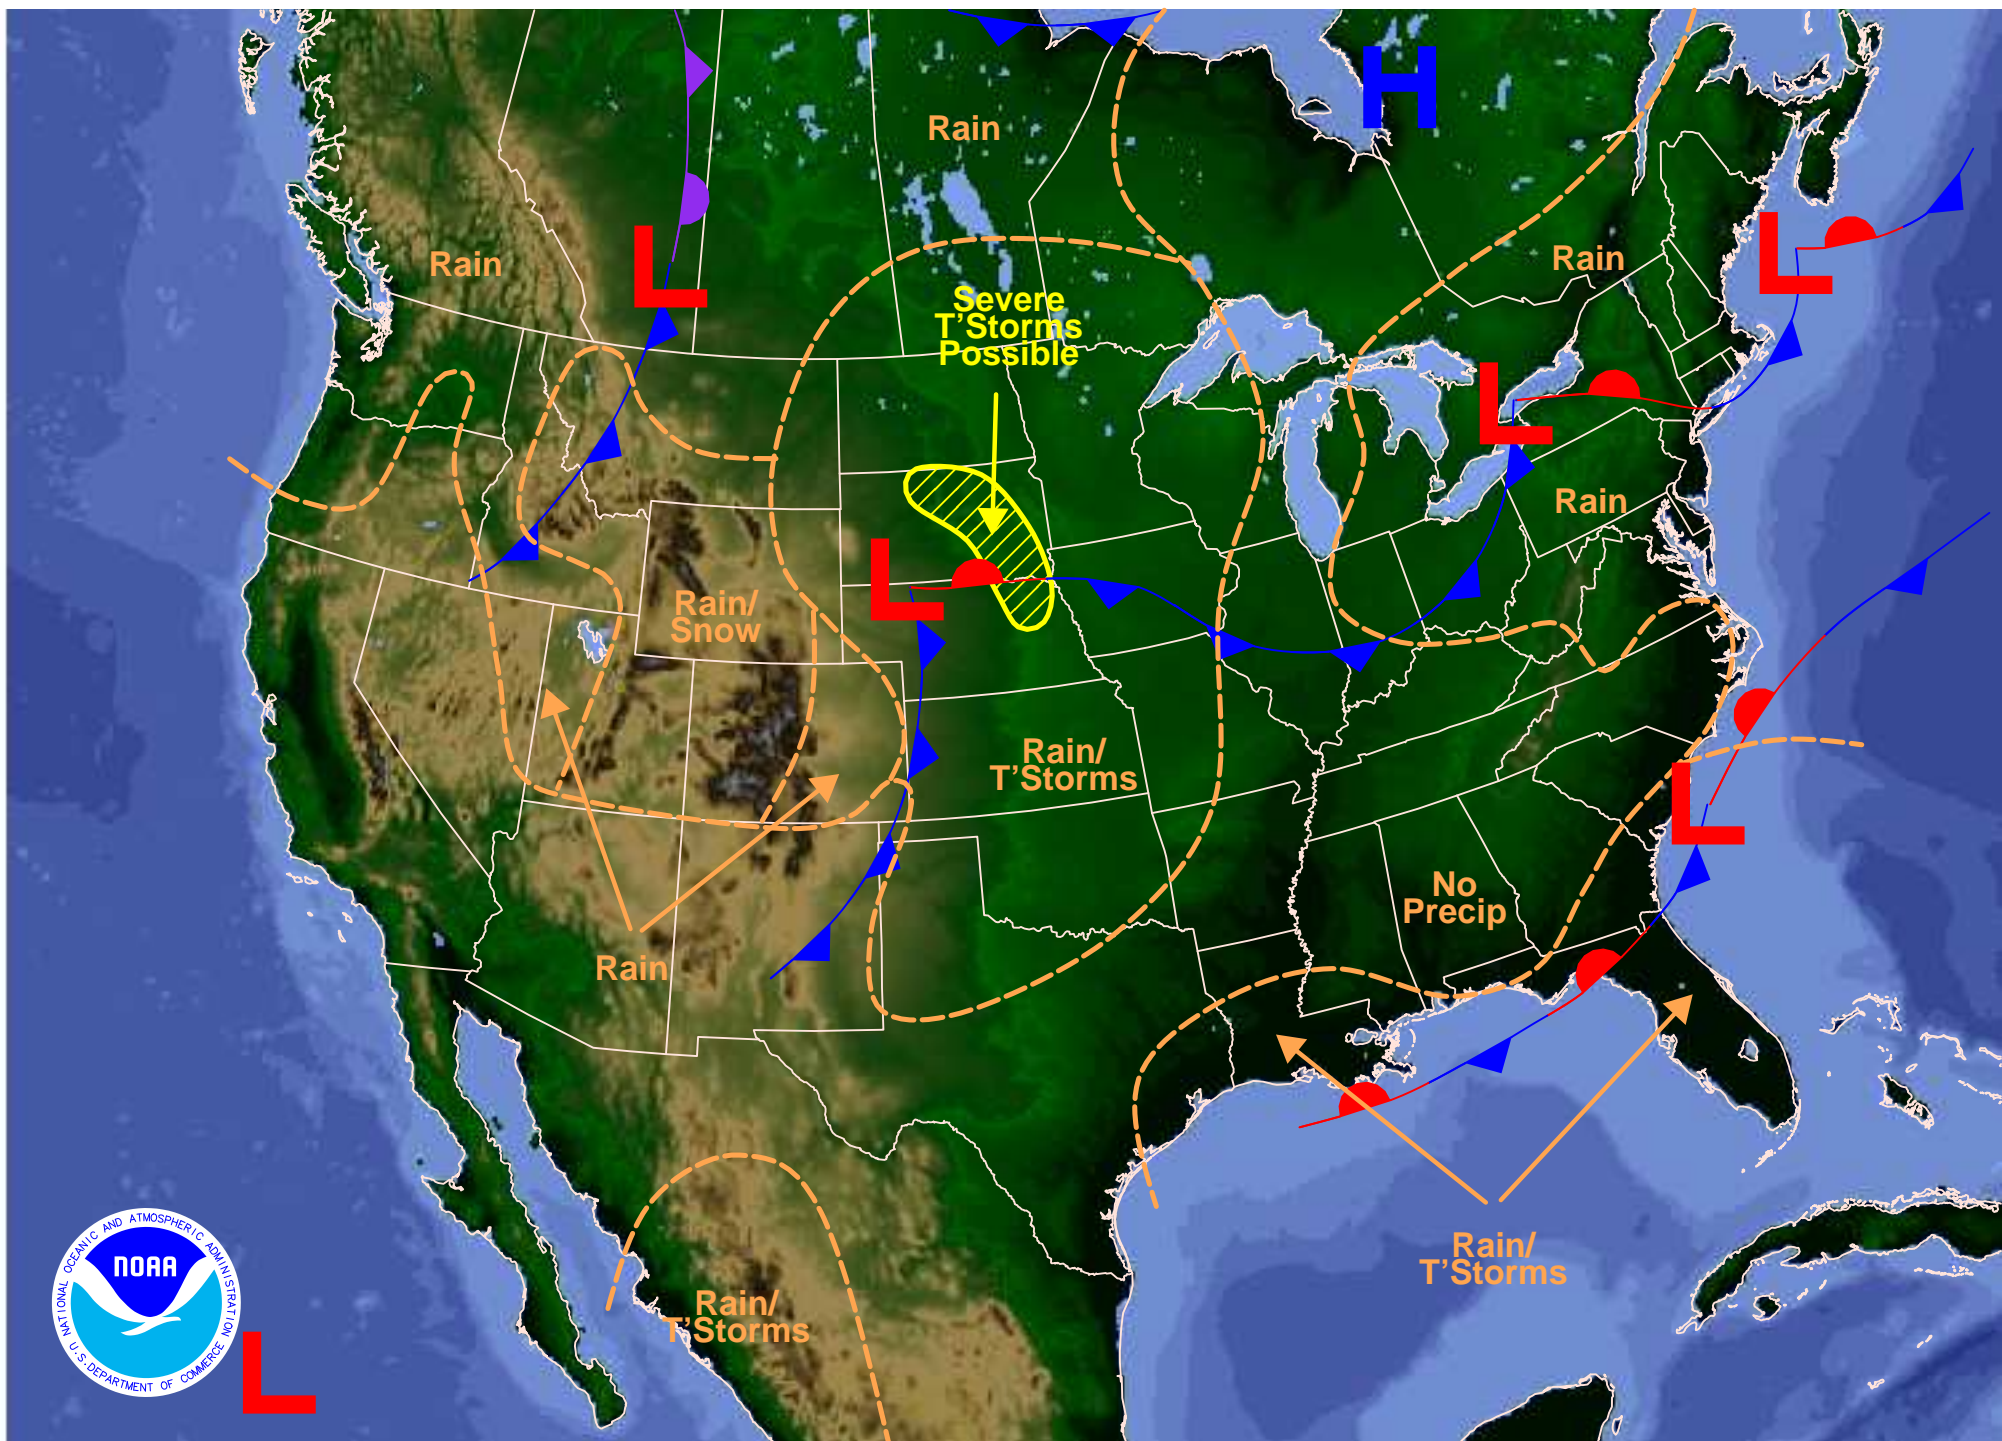 H
Rain
L
Rain
L
Rain
Severe
T'Storms
Possible
L
Rain
L
Rain/
Snow
Rain/
T'Storms
L
No
Precip
Rain
Rain/
T'Storms
Rain/
T'Storms
NATIONAL OCEANIC AND ATMOSPHERIC ADMINISTRATION
NOAA
U.S. DEPARTMENT OF COMMERCE
L